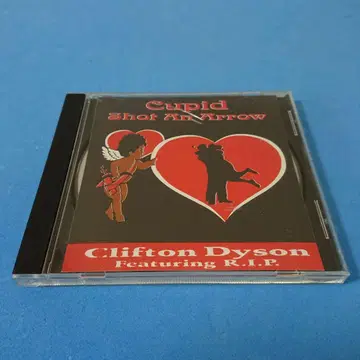 Cupid
Shot An Arrow
Clifton Dyson
Featuring R.I.P.